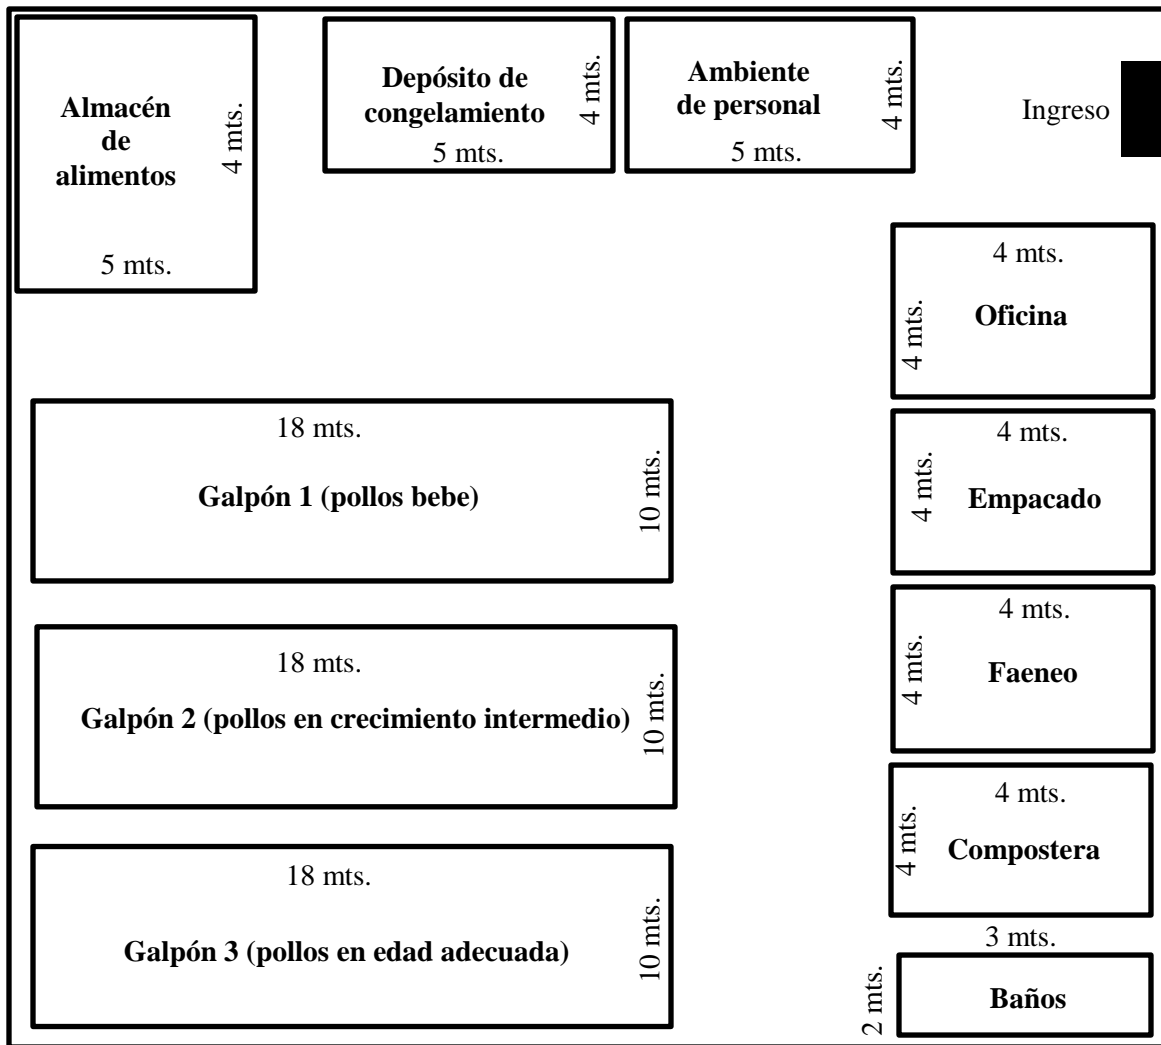 Almacén
de
alimentos
4 mts.
5 mts.
Depósito de
congelamiento
4 mts.
5 mts.
Ambiente
de personal
4 mts.
5 mts.
Ingreso
4 mts.
4 mts.
Oficina
18 mts.
Galpón 1 (pollos bebe)
10 mts.
4 mts.
4 mts.
Empacado
18 mts.
Galpón 2 (pollos en crecimiento intermedio)
10 mts.
4 mts.
4 mts.
Faeneo
18 mts.
Galpón 3 (pollos en edad adecuada)
10 mts.
4 mts.
4 mts.
Compostera
3 mts.
2 mts.
Baños